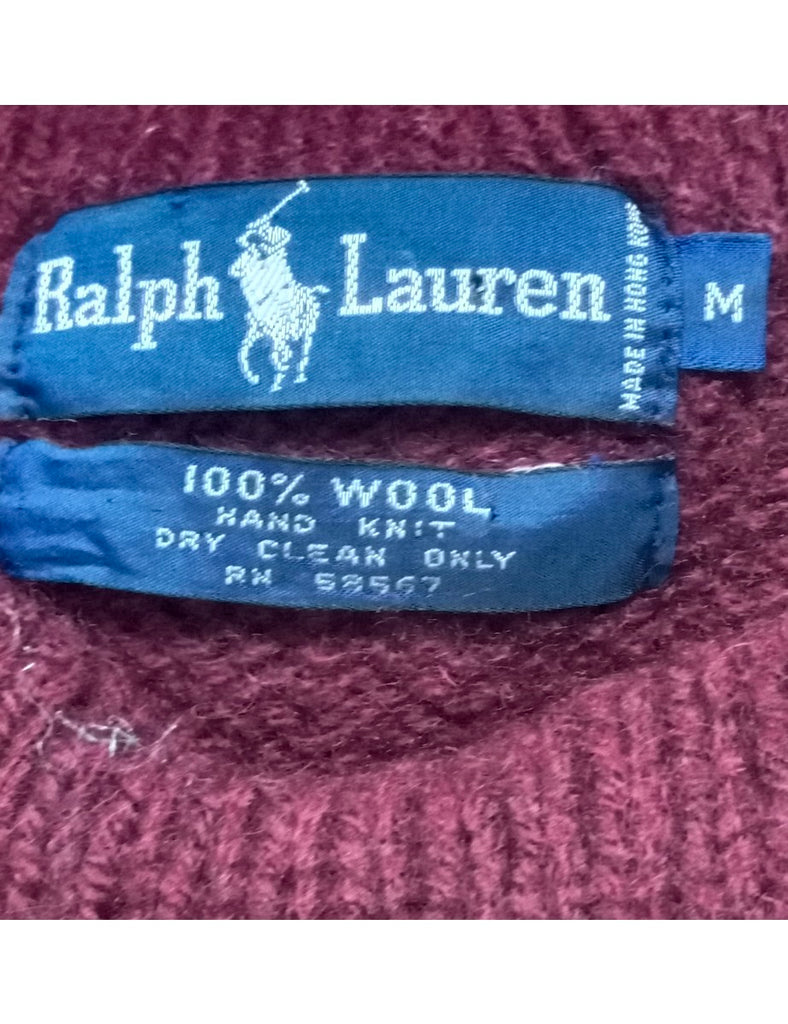 Ralph Lauren
MADE IN HONG KONG
M
100% WOOL
HAND KNIT
DRY CLEAN ONLY
RN 58567